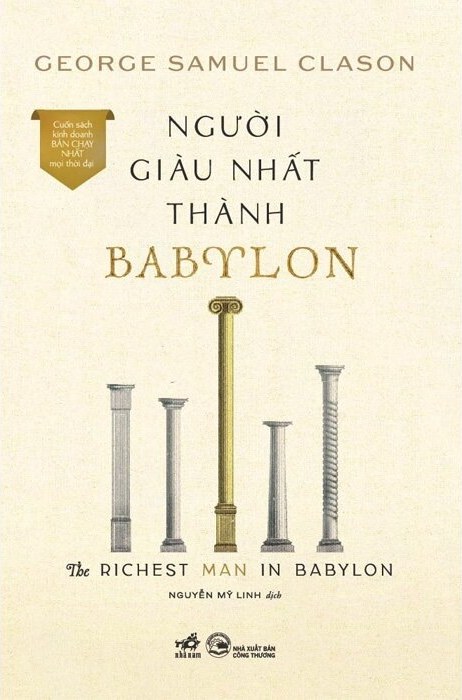 GEORGE SAMUEL CLASON
Cuốn sách
kinh doanh
BÁN CHẠY
NHẤT
mọi thời đại
NGƯỜI
GIÀU NHẤT
THÀNH
BABYLON
The RICHEST MAN IN BABYLON
NGUYỄN MỸ LINH dịch
nhã nam
NHÀ XUẤT BẢN
CÔNG THƯƠNG